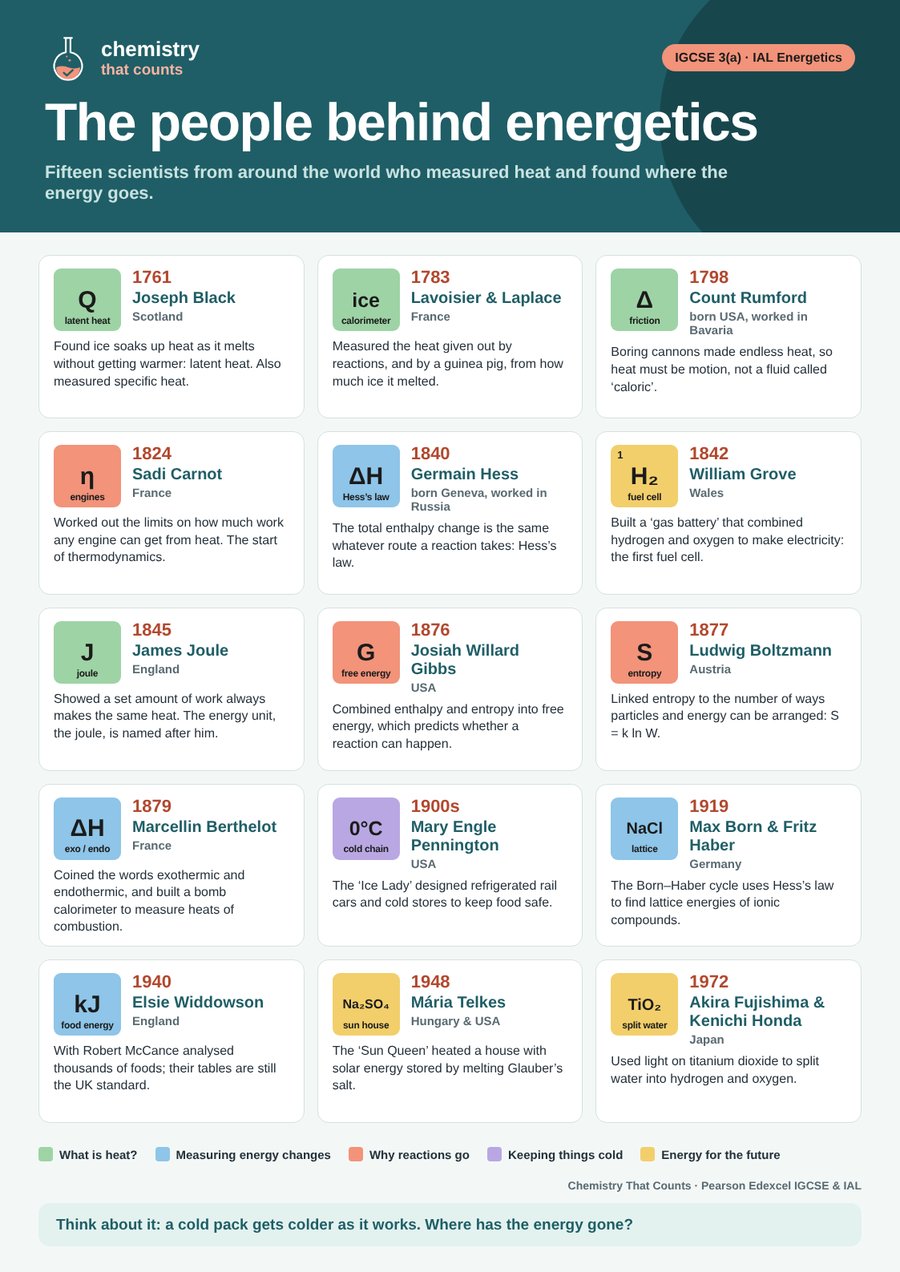 chemistry
that counts
IGCSE 3(a) · IAL Energetics
The people behind energetics
Fifteen scientists from around the world who measured heat and found where the
energy goes.
Q
latent heat
1761
Joseph Black
Scotland
Found ice soaks up heat as it melts
without getting warmer: latent heat. Also
measured specific heat.
ice
calorimeter
1783
Lavoisier & Laplace
France
Measured the heat given out by
reactions, and by a guinea pig, from how
much ice it melted.
Δ
friction
1798
Count Rumford
born USA, worked in
Bavaria
Boring cannons made endless heat, so
heat must be motion, not a fluid called
‘caloric’.
η
engines
1824
Sadi Carnot
France
Worked out the limits on how much work
any engine can get from heat. The start
of thermodynamics.
ΔH
Hess’s law
1840
Germain Hess
born Geneva, worked in
Russia
The total enthalpy change is the same
whatever route a reaction takes: Hess’s
law.
1
H₂
fuel cell
1842
William Grove
Wales
Built a ‘gas battery’ that combined
hydrogen and oxygen to make electricity:
the first fuel cell.
J
joule
1845
James Joule
England
Showed a set amount of work always
makes the same heat. The energy unit,
the joule, is named after him.
G
free energy
1876
Josiah Willard
Gibbs
USA
Combined enthalpy and entropy into free
energy, which predicts whether a
reaction can happen.
S
entropy
1877
Ludwig Boltzmann
Austria
Linked entropy to the number of ways
particles and energy can be arranged: S
= k ln W.
ΔH
exo / endo
1879
Marcellin Berthelot
France
Coined the words exothermic and
endothermic, and built a bomb
calorimeter to measure heats of
combustion.
0°C
cold chain
1900s
Mary Engle
Pennington
USA
The ‘Ice Lady’ designed refrigerated rail
cars and cold stores to keep food safe.
NaCl
lattice
1919
Max Born & Fritz
Haber
Germany
The Born–Haber cycle uses Hess’s law
to find lattice energies of ionic
compounds.
kJ
food energy
1940
Elsie Widdowson
England
With Robert McCance analysed
thousands of foods; their tables are still
the UK standard.
Na₂SO₄
sun house
1948
Mária Telkes
Hungary & USA
The ‘Sun Queen’ heated a house with
solar energy stored by melting Glauber’s
salt.
TiO₂
split water
1972
Akira Fujishima &
Kenichi Honda
Japan
Used light on titanium dioxide to split
water into hydrogen and oxygen.
What is heat?
Measuring energy changes
Why reactions go
Keeping things cold
Energy for the future
Chemistry That Counts · Pearson Edexcel IGCSE & IAL
Think about it: a cold pack gets colder as it works. Where has the energy gone?